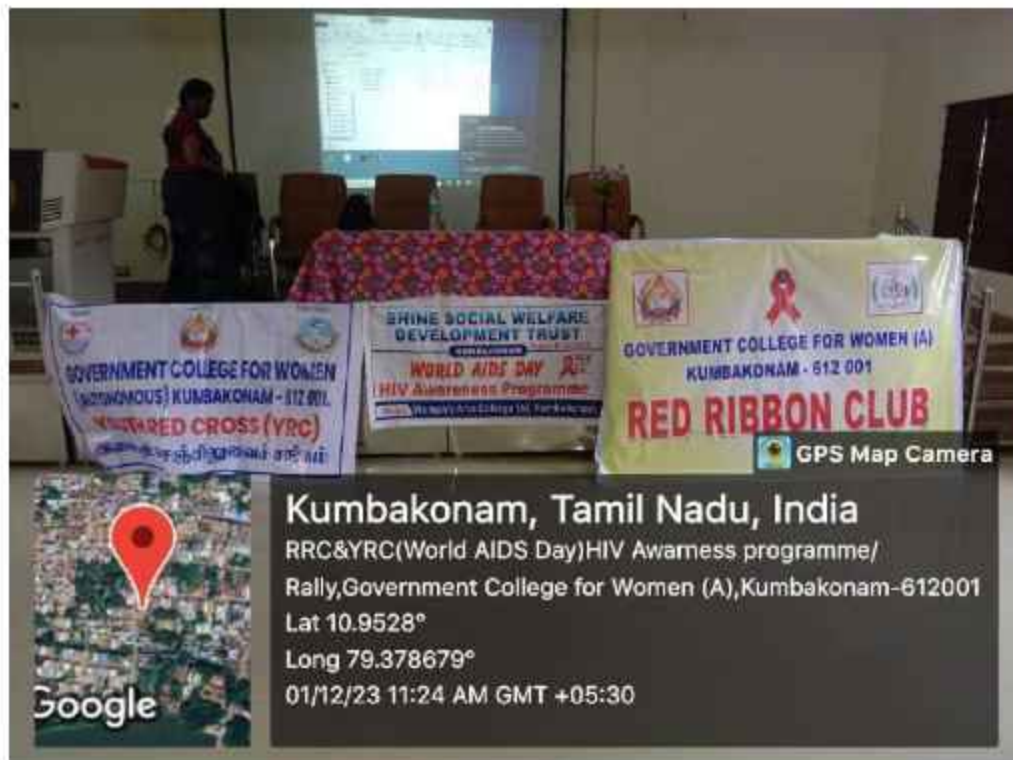 GOVERNMENT COLLEGE FOR WOMEN
(AUTONOMOUS) KUMBAKONAM - 612 001.
YOUTH RED CROSS (YRC)
SHINE SOCIAL WELFARE
DEVELOPMENT TRUST
WORLD AIDS DAY
HIV Awareness Programme
GOVERNMENT COLLEGE FOR WOMEN (A)
KUMBAKONAM - 612 001
RED RIBBON CLUB
GPS Map Camera
Kumbakonam, Tamil Nadu, India
RRC&YRC(World AIDS Day)HIV Awarness programme/
Rally,Government College for Women (A),Kumbakonam-612001
Lat 10.9528°
Long 79.378679°
01/12/23 11:24 AM GMT +05:30
Google